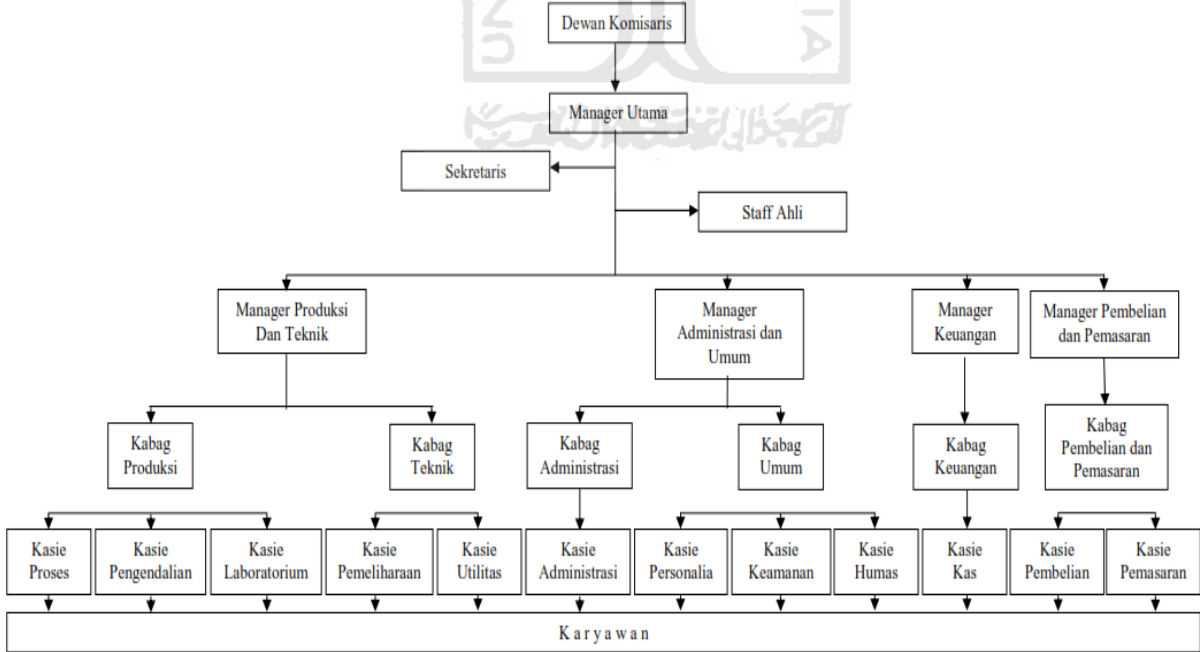 Dewan Komisaris
Manager Utama
Sekretaris
Staff Ahli
Manager Produksi
Dan Teknik
Manager
Administrasi dan
Umum
Manager
Keuangan
Manager Pembelian
dan Pemasaran
Kabag
Produksi
Kabag
Teknik
Kabag
Administrasi
Kabag
Umum
Kabag
Keuangan
Kabag
Pembelian dan
Pemasaran
Kasie
Proses
Kasie
Pengendalian
Kasie
Laboratorium
Kasie
Pemeliharaan
Kasie
Utilitas
Kasie
Administrasi
Kasie
Personalia
Kasie
Keamanan
Kasie
Humas
Kasie
Kas
Kasie
Pembelian
Kasie
Pemasaran
K a r y a w a n